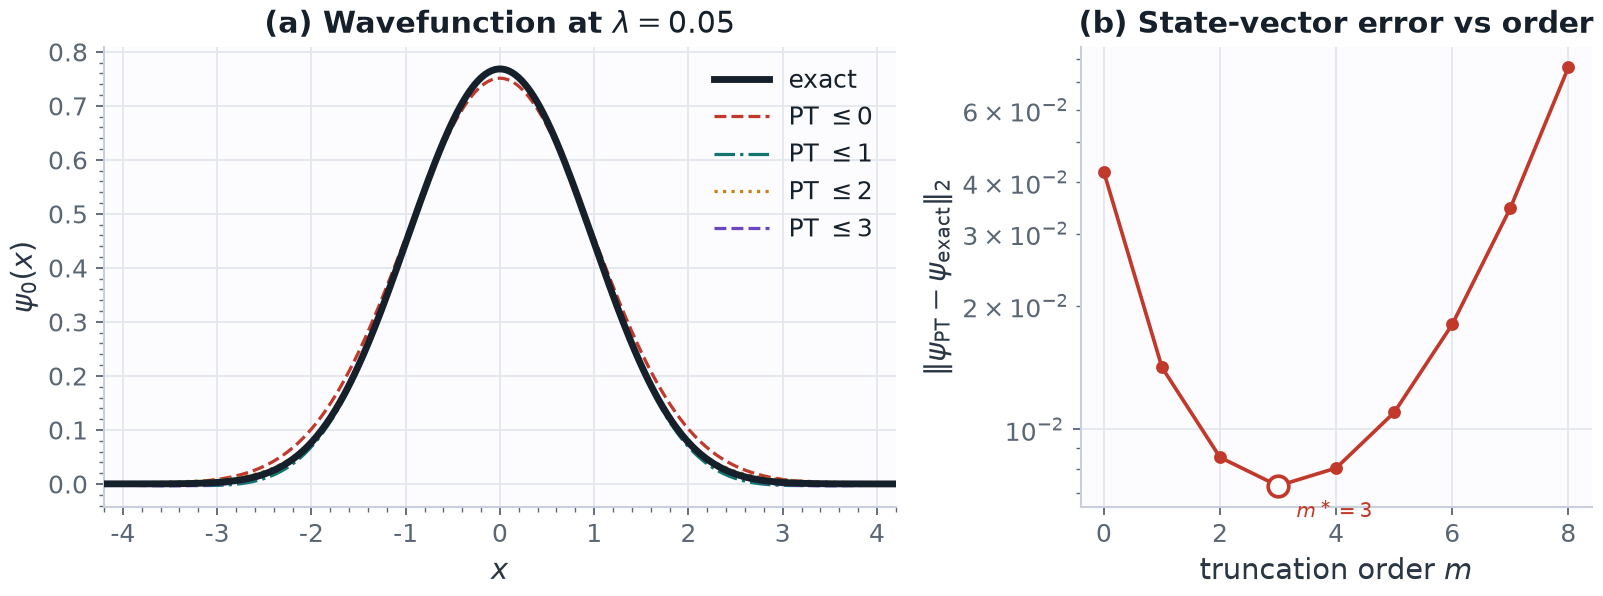 (a) Wavefunction at λ = 0.05
ψ₀(x)
0.8
0.7
0.6
0.5
0.4
0.3
0.2
0.1
0.0
exact
PT ≤ 0
PT ≤ 1
PT ≤ 2
PT ≤ 3
-4 -3 -2 -1 0 1 2 3 4
x
(b) State-vector error vs order
‖ψ_PT − ψ_exact‖₂
6 × 10⁻²
4 × 10⁻²
3 × 10⁻²
2 × 10⁻²
10⁻²
m* = 3
0 2 4 6 8
truncation order m